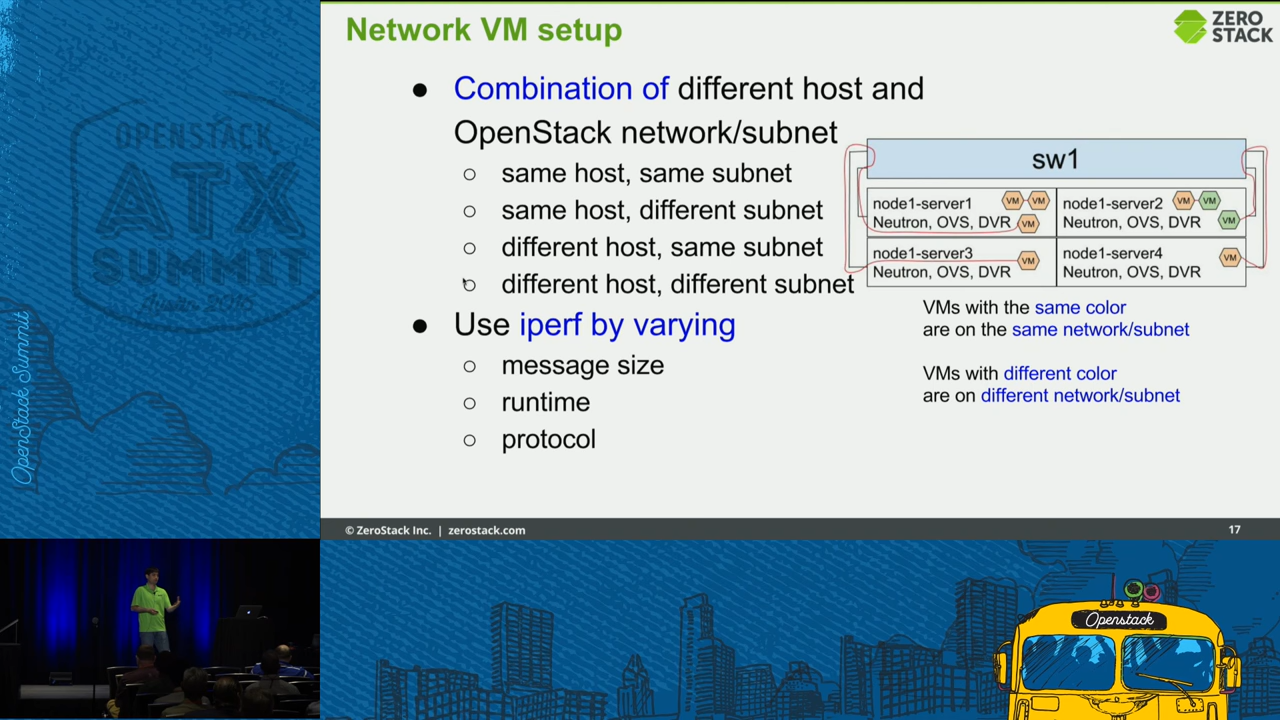 Network VM setup
ZERO
STACK
● Combination of different host and
OpenStack network/subnet
○ same host, same subnet
○ same host, different subnet
○ different host, same subnet
○ different host, different subnet
● Use iperf by varying
○ message size
○ runtime
○ protocol
sw1
node1-server1
VM VM
Neutron, OVS, DVR
VM
node1-server2
VM VM
Neutron, OVS, DVR
VM
node1-server3
VM
Neutron, OVS, DVR
node1-server4
VM
Neutron, OVS, DVR
VMs with the same color
are on the same network/subnet
VMs with different color
are on different network/subnet
© ZeroStack Inc. | zerostack.com
17
OPENSTACK
ATX
SUMMIT
OpenStack Summit
Openstack